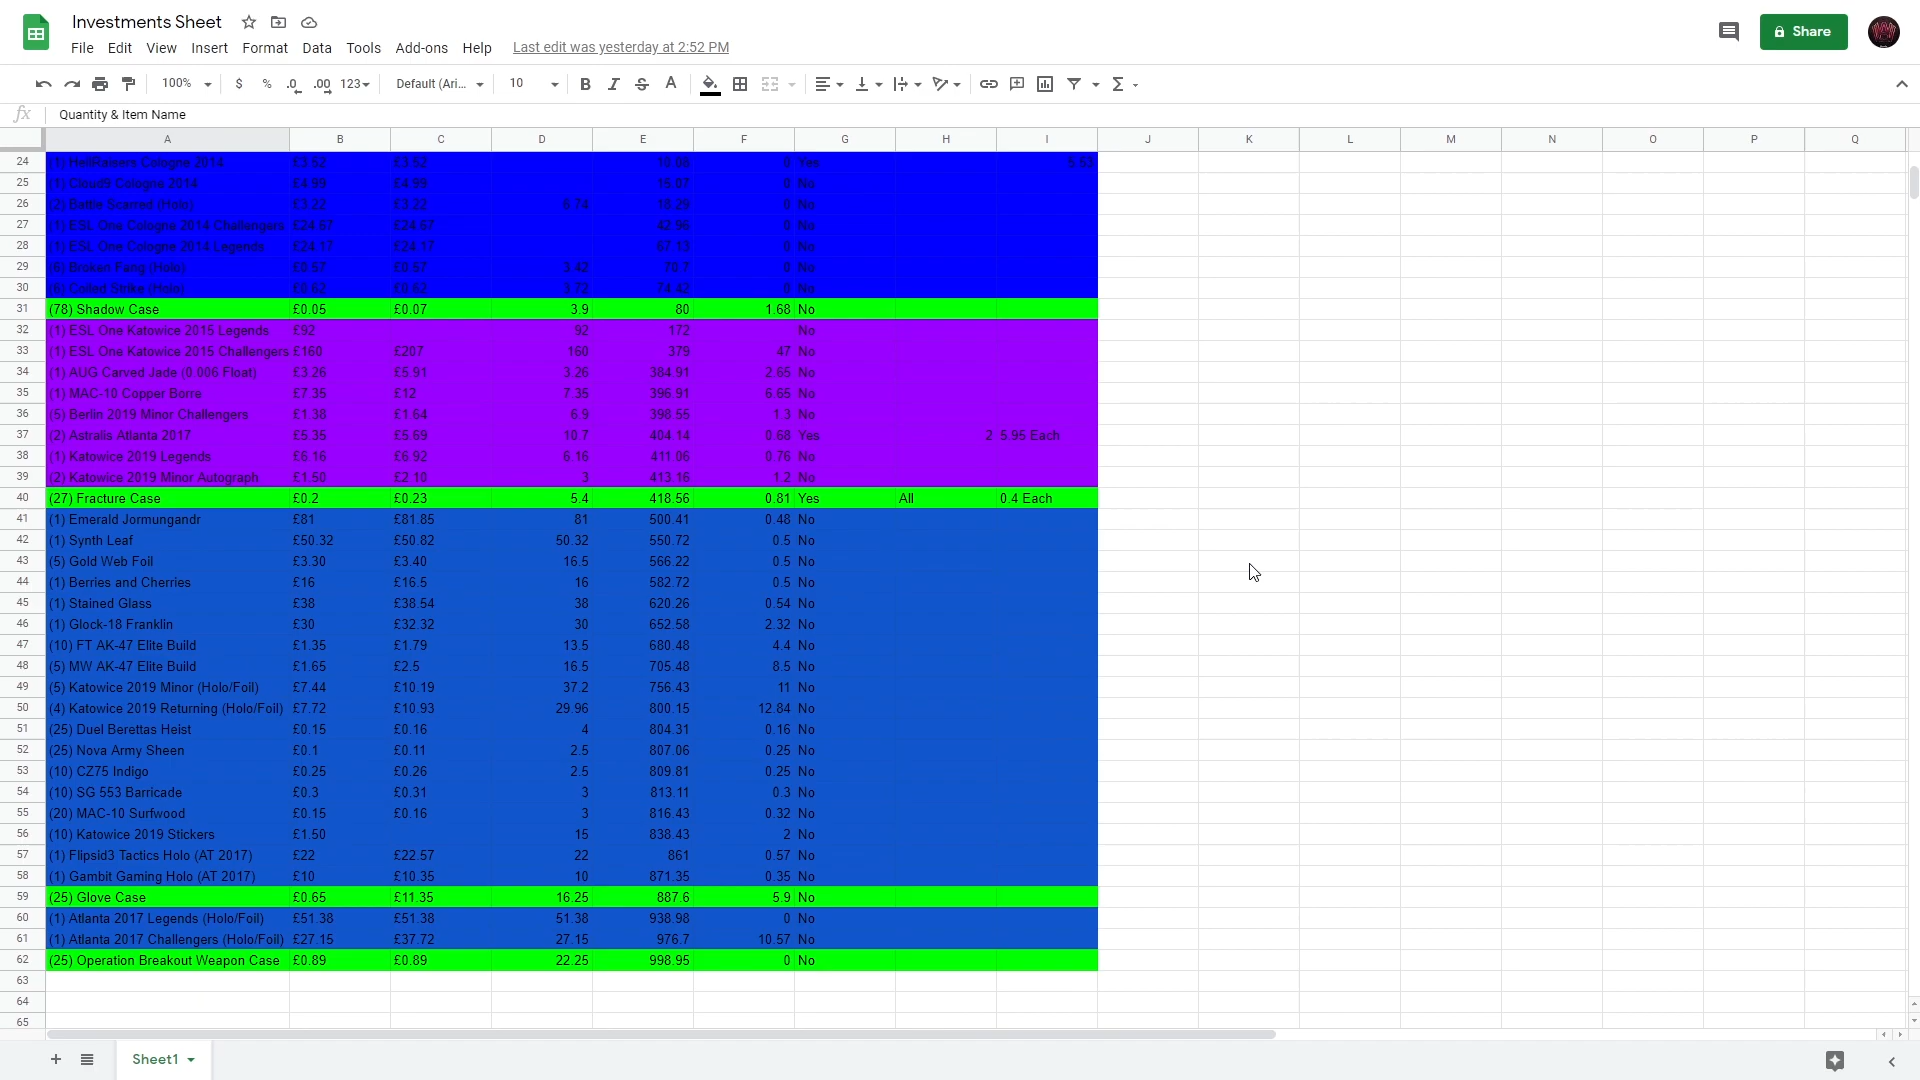 Investments Sheet
File Edit View Insert Format Data Tools Add-ons Help Last edit was yesterday at 2:52 PM
Share
100% $ % .0 .00 123 Default (Ari... 10 B I S A
fx Quantity & Item Name
A B C D E F G H I J K L M N O P Q
24 (1) HellRaisers Cologne 2014 £3.52 £3.52 10.08 0 Yes 5.53
25 (1) Cloud9 Cologne 2014 £4.99 £4.99 15.07 0 No
26 (2) Battle Scarred (Holo) £3.22 £3.22 6.74 18.29 0 No
27 (1) ESL One Cologne 2014 Challengers £24.67 £24.67 42.96 0 No
28 (1) ESL One Cologne 2014 Legends £24.17 £24.17 67.13 0 No
29 (6) Broken Fang (Holo) £0.57 £0.57 3.42 70.7 0 No
30 (6) Coiled Strike (Holo) £0.62 £0.62 3.72 74.42 0 No
31 (78) Shadow Case £0.05 £0.07 3.9 80 1.68 No
32 (1) ESL One Katowice 2015 Legends £92 92 172 No
33 (1) ESL One Katowice 2015 Challengers £160 £207 160 379 47 No
34 (1) AUG Carved Jade (0.006 Float) £3.26 £5.91 3.26 384.91 2.65 No
35 (1) MAC-10 Copper Borre £7.35 £12 7.35 396.91 6.65 No
36 (5) Berlin 2019 Minor Challengers £1.38 £1.64 6.9 398.55 1.3 No
37 (2) Astralis Atlanta 2017 £5.35 £5.69 10.7 404.14 0.68 Yes 2 5.95 Each
38 (1) Katowice 2019 Legends £6.16 £6.92 6.16 411.06 0.76 No
39 (2) Katowice 2019 Minor Autograph £1.50 £2.10 3 413.16 1.2 No
40 (27) Fracture Case £0.2 £0.23 5.4 418.56 0.81 Yes All 0.4 Each
41 (1) Emerald Jormungandr £81 £81.85 81 500.41 0.48 No
42 (1) Synth Leaf £50.32 £50.82 50.32 550.72 0.5 No
43 (5) Gold Web Foil £3.30 £3.40 16.5 566.22 0.5 No
44 (1) Berries and Cherries £16 £16.5 16 582.72 0.5 No
45 (1) Stained Glass £38 £38.54 38 620.26 0.54 No
46 (1) Glock-18 Franklin £30 £32.32 30 652.58 2.32 No
47 (10) FT AK-47 Elite Build £1.35 £1.79 13.5 680.48 4.4 No
48 (5) MW AK-47 Elite Build £1.65 £2.5 16.5 705.48 8.5 No
49 (5) Katowice 2019 Minor (Holo/Foil) £7.44 £10.19 37.2 756.43 11 No
50 (4) Katowice 2019 Returning (Holo/Foil) £7.72 £10.93 29.96 800.15 12.84 No
51 (25) Duel Berettas Heist £0.15 £0.16 4 804.31 0.16 No
52 (25) Nova Army Sheen £0.1 £0.11 2.5 807.06 0.25 No
53 (10) CZ75 Indigo £0.25 £0.26 2.5 809.81 0.25 No
54 (10) SG 553 Barricade £0.3 £0.31 3 813.11 0.3 No
55 (20) MAC-10 Surfwood £0.15 £0.16 3 816.43 0.32 No
56 (10) Katowice 2019 Stickers £1.50 15 838.43 2 No
57 (1) Flipsid3 Tactics Holo (AT 2017) £22 £22.57 22 861 0.57 No
58 (1) Gambit Gaming Holo (AT 2017) £10 £10.35 10 871.35 0.35 No
59 (25) Glove Case £0.65 £11.35 16.25 887.6 5.9 No
60 (1) Atlanta 2017 Legends (Holo/Foil) £51.38 £51.38 51.38 938.98 0 No
61 (1) Atlanta 2017 Challengers (Holo/Foil) £27.15 £37.72 27.15 976.7 10.57 No
62 (25) Operation Breakout Weapon Case £0.89 £0.89 22.25 998.95 0 No
63
64
65
Sheet1